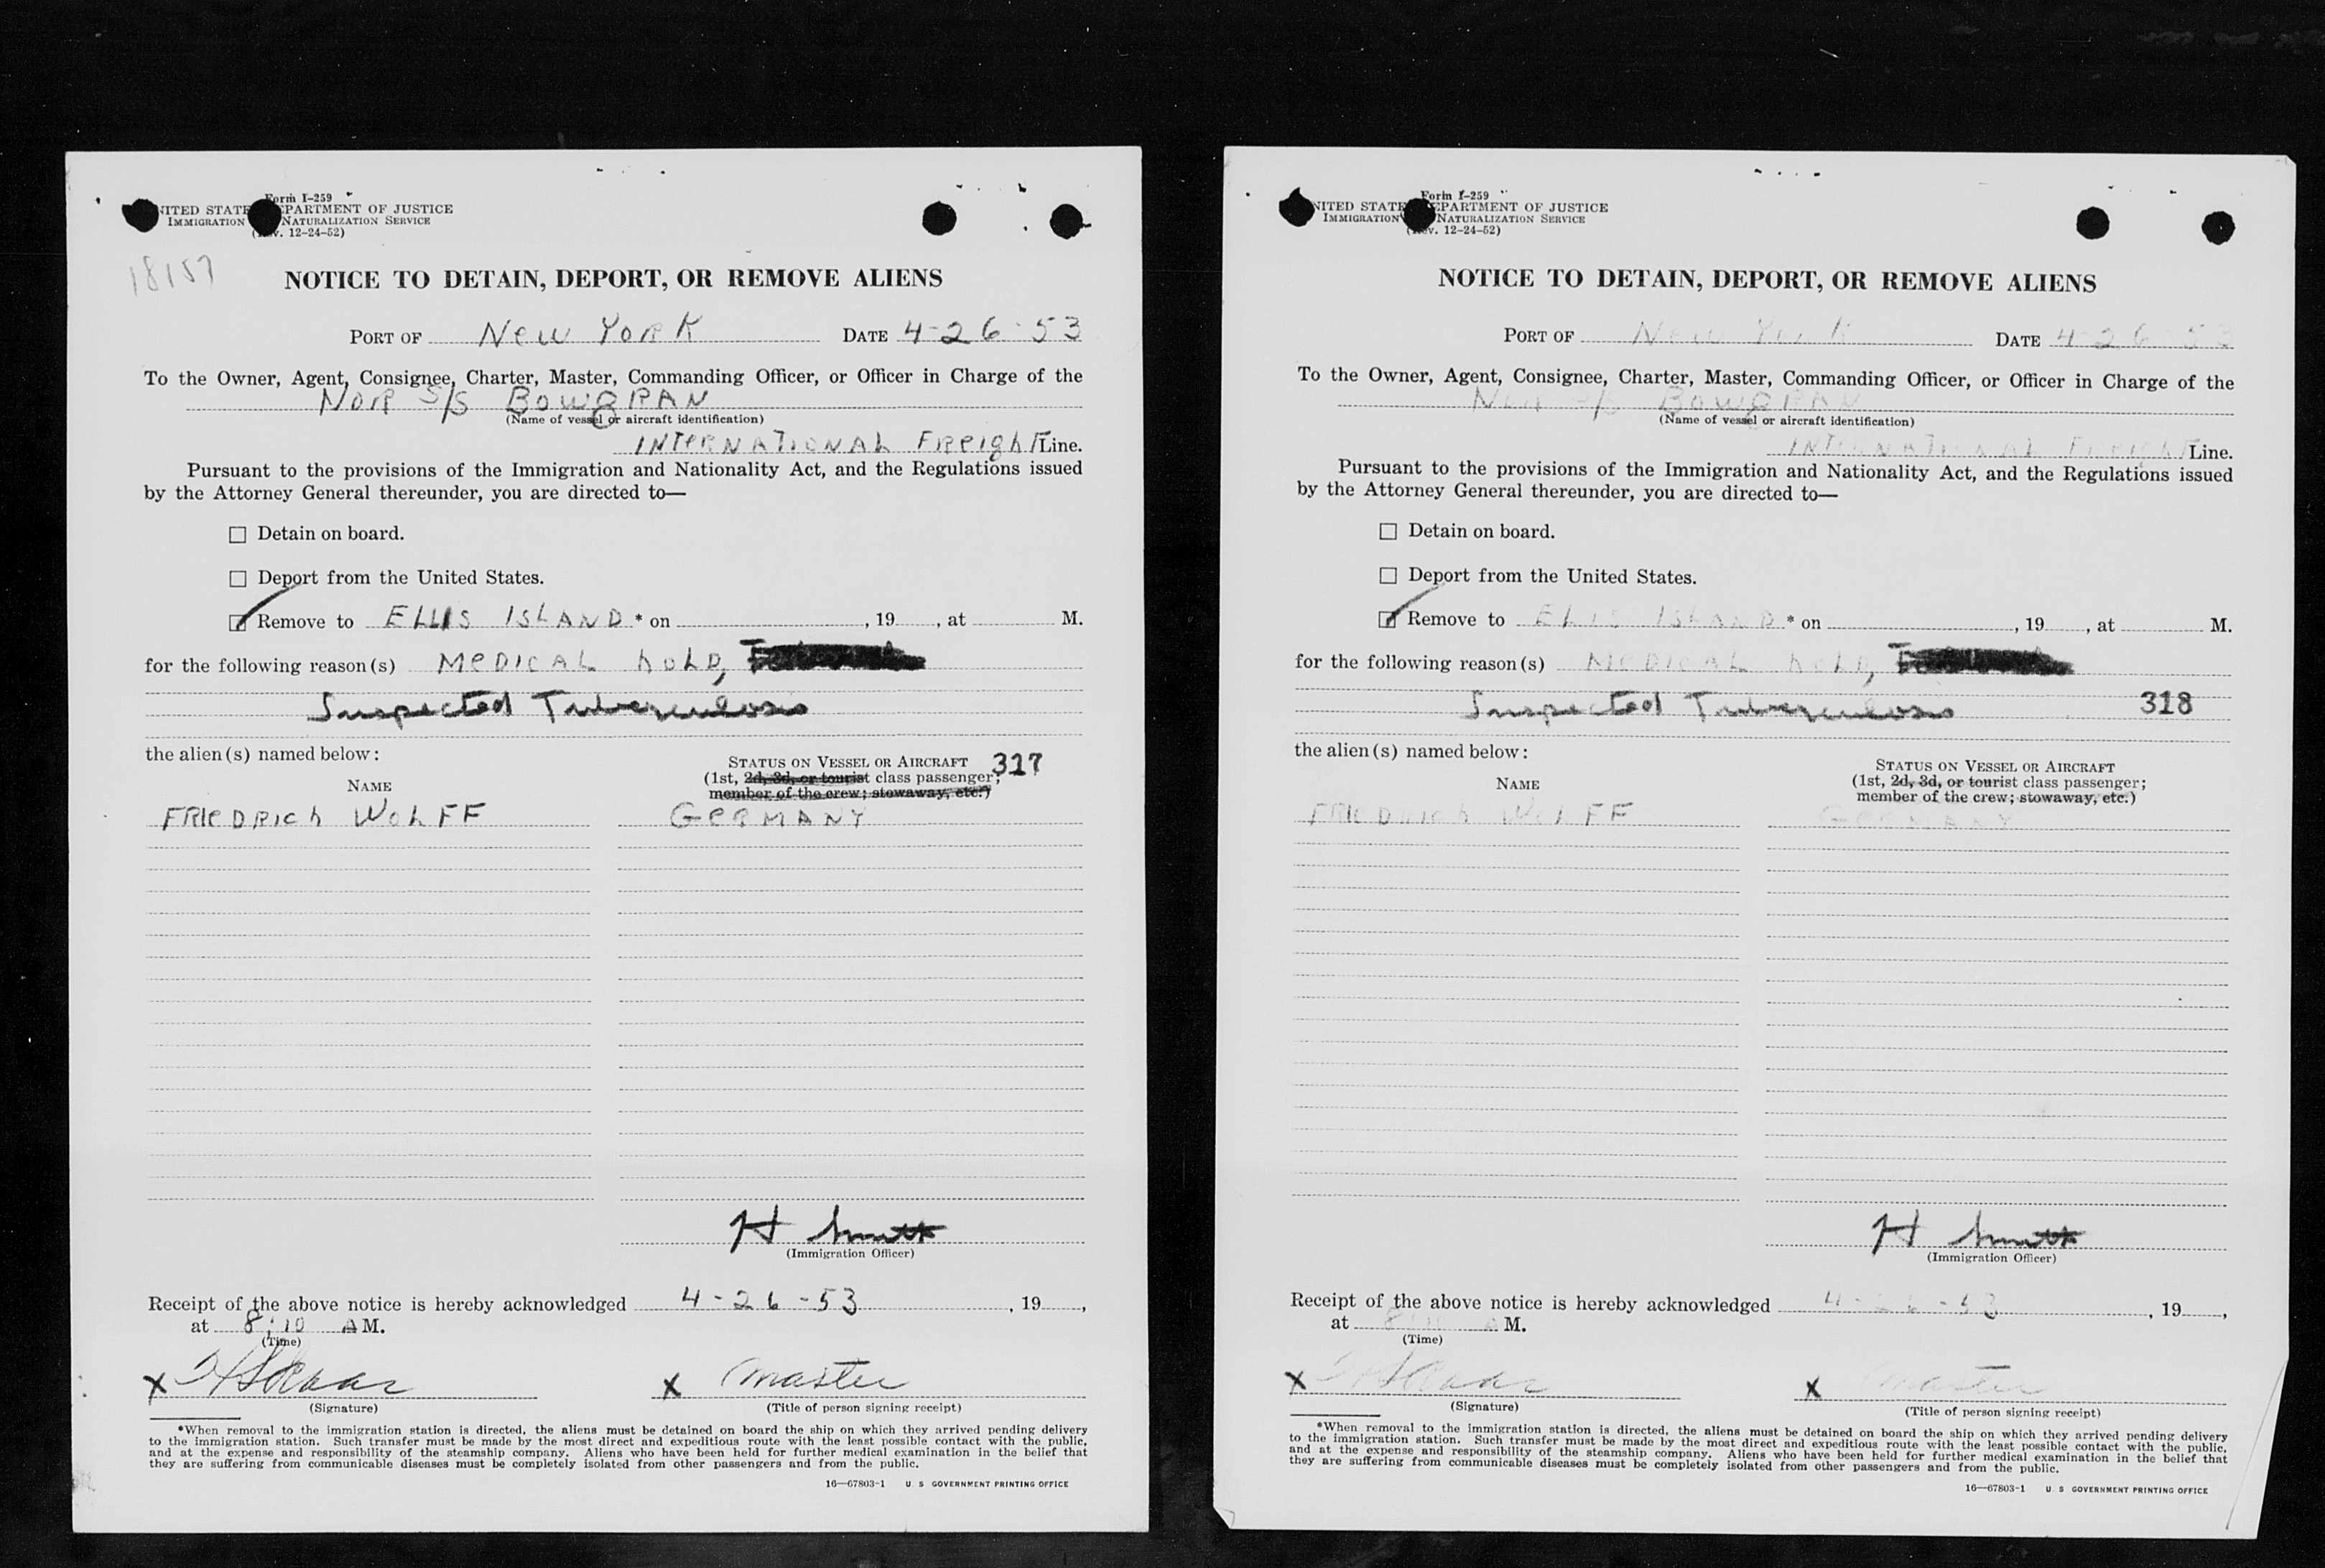 Form I-259
UNITED STATES DEPARTMENT OF JUSTICE
IMMIGRATION NATURALIZATION SERVICE
(Rev. 12-24-52)
18157
NOTICE TO DETAIN, DEPORT, OR REMOVE ALIENS
PORT OF New York DATE 4-26-53
To the Owner, Agent, Consignee, Charter, Master, Commanding Officer, or Officer in Charge of the
NOR S/S BOWGRAN
(Name of vessel or aircraft identification)
INTERNATIONAL FREIGHT Line.
Pursuant to the provisions of the Immigration and Nationality Act, and the Regulations issued
by the Attorney General thereunder, you are directed to—
☐ Detain on board.
☐ Deport from the United States.
☑ Remove to ELLIS ISLAND * on , 19 , at M.
for the following reason(s) MEDICAL HOLD,
Suspected Tuberculosis
the alien(s) named below:
317
NAME
STATUS ON VESSEL OR AIRCRAFT
(1st, 2d, 3d, or tourist class passenger;
member of the crew; stowaway, etc.)
FRIEDRICH WOLFF GERMANY
H Smith
(Immigration Officer)
Receipt of the above notice is hereby acknowledged 4-26-53 , 19 ,
at 8:10 A M.
(Time)
X X Master
(Signature) (Title of person signing receipt)
*When removal to the immigration station is directed, the aliens must be detained on board the ship on which they arrived pending delivery
to the immigration station. Such transfer must be made by the most direct and expeditious route with the least possible contact with the public,
and at the expense and responsibility of the steamship company. Aliens who have been held for further medical examination in the belief that
they are suffering from communicable diseases must be completely isolated from other passengers and from the public.
16—67803-1 U. S. GOVERNMENT PRINTING OFFICE
Form I-259
UNITED STATES DEPARTMENT OF JUSTICE
IMMIGRATION NATURALIZATION SERVICE
(Rev. 12-24-52)
NOTICE TO DETAIN, DEPORT, OR REMOVE ALIENS
PORT OF New York DATE 4-26-53
To the Owner, Agent, Consignee, Charter, Master, Commanding Officer, or Officer in Charge of the
NOR S/S BOWGRAN
(Name of vessel or aircraft identification)
INTERNATIONAL FREIGHT Line.
Pursuant to the provisions of the Immigration and Nationality Act, and the Regulations issued
by the Attorney General thereunder, you are directed to—
☐ Detain on board.
☐ Deport from the United States.
☑ Remove to ELLIS ISLAND * on , 19 , at M.
for the following reason(s) MEDICAL HOLD,
318
Suspected Tuberculosis
the alien(s) named below:
NAME
STATUS ON VESSEL OR AIRCRAFT
(1st, 2d, 3d, or tourist class passenger;
member of the crew; stowaway, etc.)
FRIEDRICH WOLFF GERMANY
H Smith
(Immigration Officer)
Receipt of the above notice is hereby acknowledged 4-26-53 , 19 ,
at 8:10 A M.
(Time)
X X Master
(Signature) (Title of person signing receipt)
*When removal to the immigration station is directed, the aliens must be detained on board the ship on which they arrived pending delivery
to the immigration station. Such transfer must be made by the most direct and expeditious route with the least possible contact with the public,
and at the expense and responsibility of the steamship company. Aliens who have been held for further medical examination in the belief that
they are suffering from communicable diseases must be completely isolated from other passengers and from the public.
16—67803-1 U. S. GOVERNMENT PRINTING OFFICE